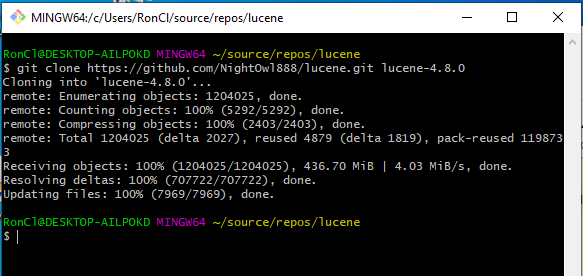 MINGW64:/c/Users/RonCl/source/repos/lucene
RonCl@DESKTOP-AILPOKD MINGW64 ~/source/repos/lucene
$ git clone https://github.com/NightOwl888/lucene.git lucene-4.8.0
Cloning into 'lucene-4.8.0'...
remote: Enumerating objects: 1204025, done.
remote: Counting objects: 100% (5292/5292), done.
remote: Compressing objects: 100% (2403/2403), done.
remote: Total 1204025 (delta 2027), reused 4879 (delta 1819), pack-reused 119873
3
Receiving objects: 100% (1204025/1204025), 436.70 MiB | 4.03 MiB/s, done.
Resolving deltas: 100% (707722/707722), done.
Updating files: 100% (7969/7969), done.
RonCl@DESKTOP-AILPOKD MINGW64 ~/source/repos/lucene
$